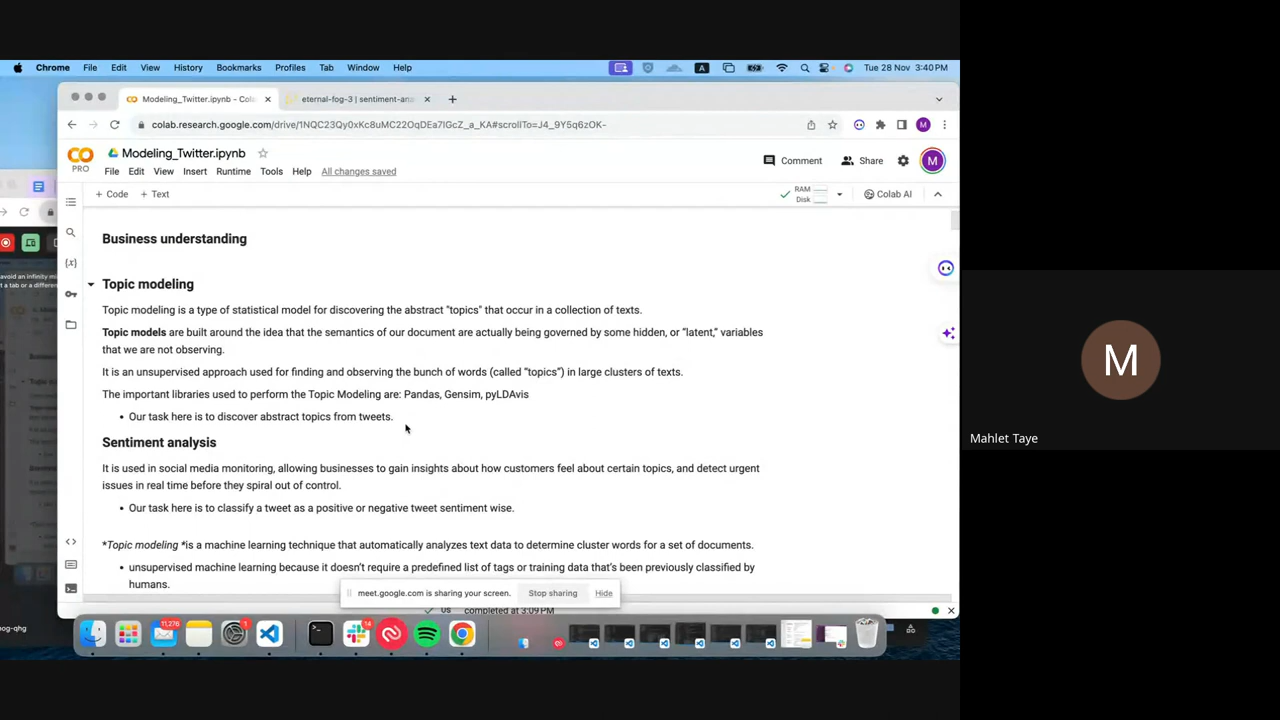 Chrome File Edit View History Bookmarks Profiles Tab Window Help A Tue 28 Nov 3:40 PM
Modeling_Twitter.ipynb - Cola
eternal-fog-3 | sentiment-ana
colab.research.google.com/drive/1NQC23Qy0xKc8uMC22OqDEa7lGcZ_a_KA#scrollTo=J4_9Y5q6zOK-
M
PRO
Modeling_Twitter.ipynb
Comment Share M
File Edit View Insert Runtime Tools Help All changes saved
+ Code + Text
RAM
Disk
Colab AI
Business understanding
Topic modeling
Topic modeling is a type of statistical model for discovering the abstract "topics" that occur in a collection of texts.
Topic models are built around the idea that the semantics of our document are actually being governed by some hidden, or “latent,” variables
that we are not observing.
It is an unsupervised approach used for finding and observing the bunch of words (called “topics”) in large clusters of texts.
The important libraries used to perform the Topic Modeling are: Pandas, Gensim, pyLDAvis
• Our task here is to discover abstract topics from tweets.
Sentiment analysis
It is used in social media monitoring, allowing businesses to gain insights about how customers feel about certain topics, and detect urgent
issues in real time before they spiral out of control.
• Our task here is to classify a tweet as a positive or negative tweet sentiment wise.
*Topic modeling *is a machine learning technique that automatically analyzes text data to determine cluster words for a set of documents.
• unsupervised machine learning because it doesn’t require a predefined list of tags or training data that’s been previously classified by
humans.
meet.google.com is sharing your screen. Stop sharing Hide
completed at 3:09 PM
11,276
1
14
M
Mahlet Taye